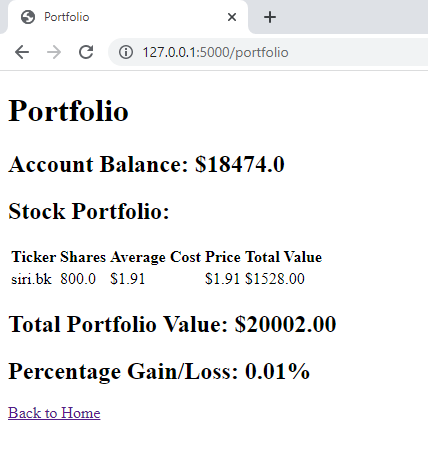 Portfolio
127.0.0.1:5000/portfolio
Portfolio
Account Balance: $18474.0
Stock Portfolio:
Ticker Shares Average Cost Price Total Value
siri.bk 800.0 $1.91 $1.91 $1528.00
Total Portfolio Value: $20002.00
Percentage Gain/Loss: 0.01%
Back to Home